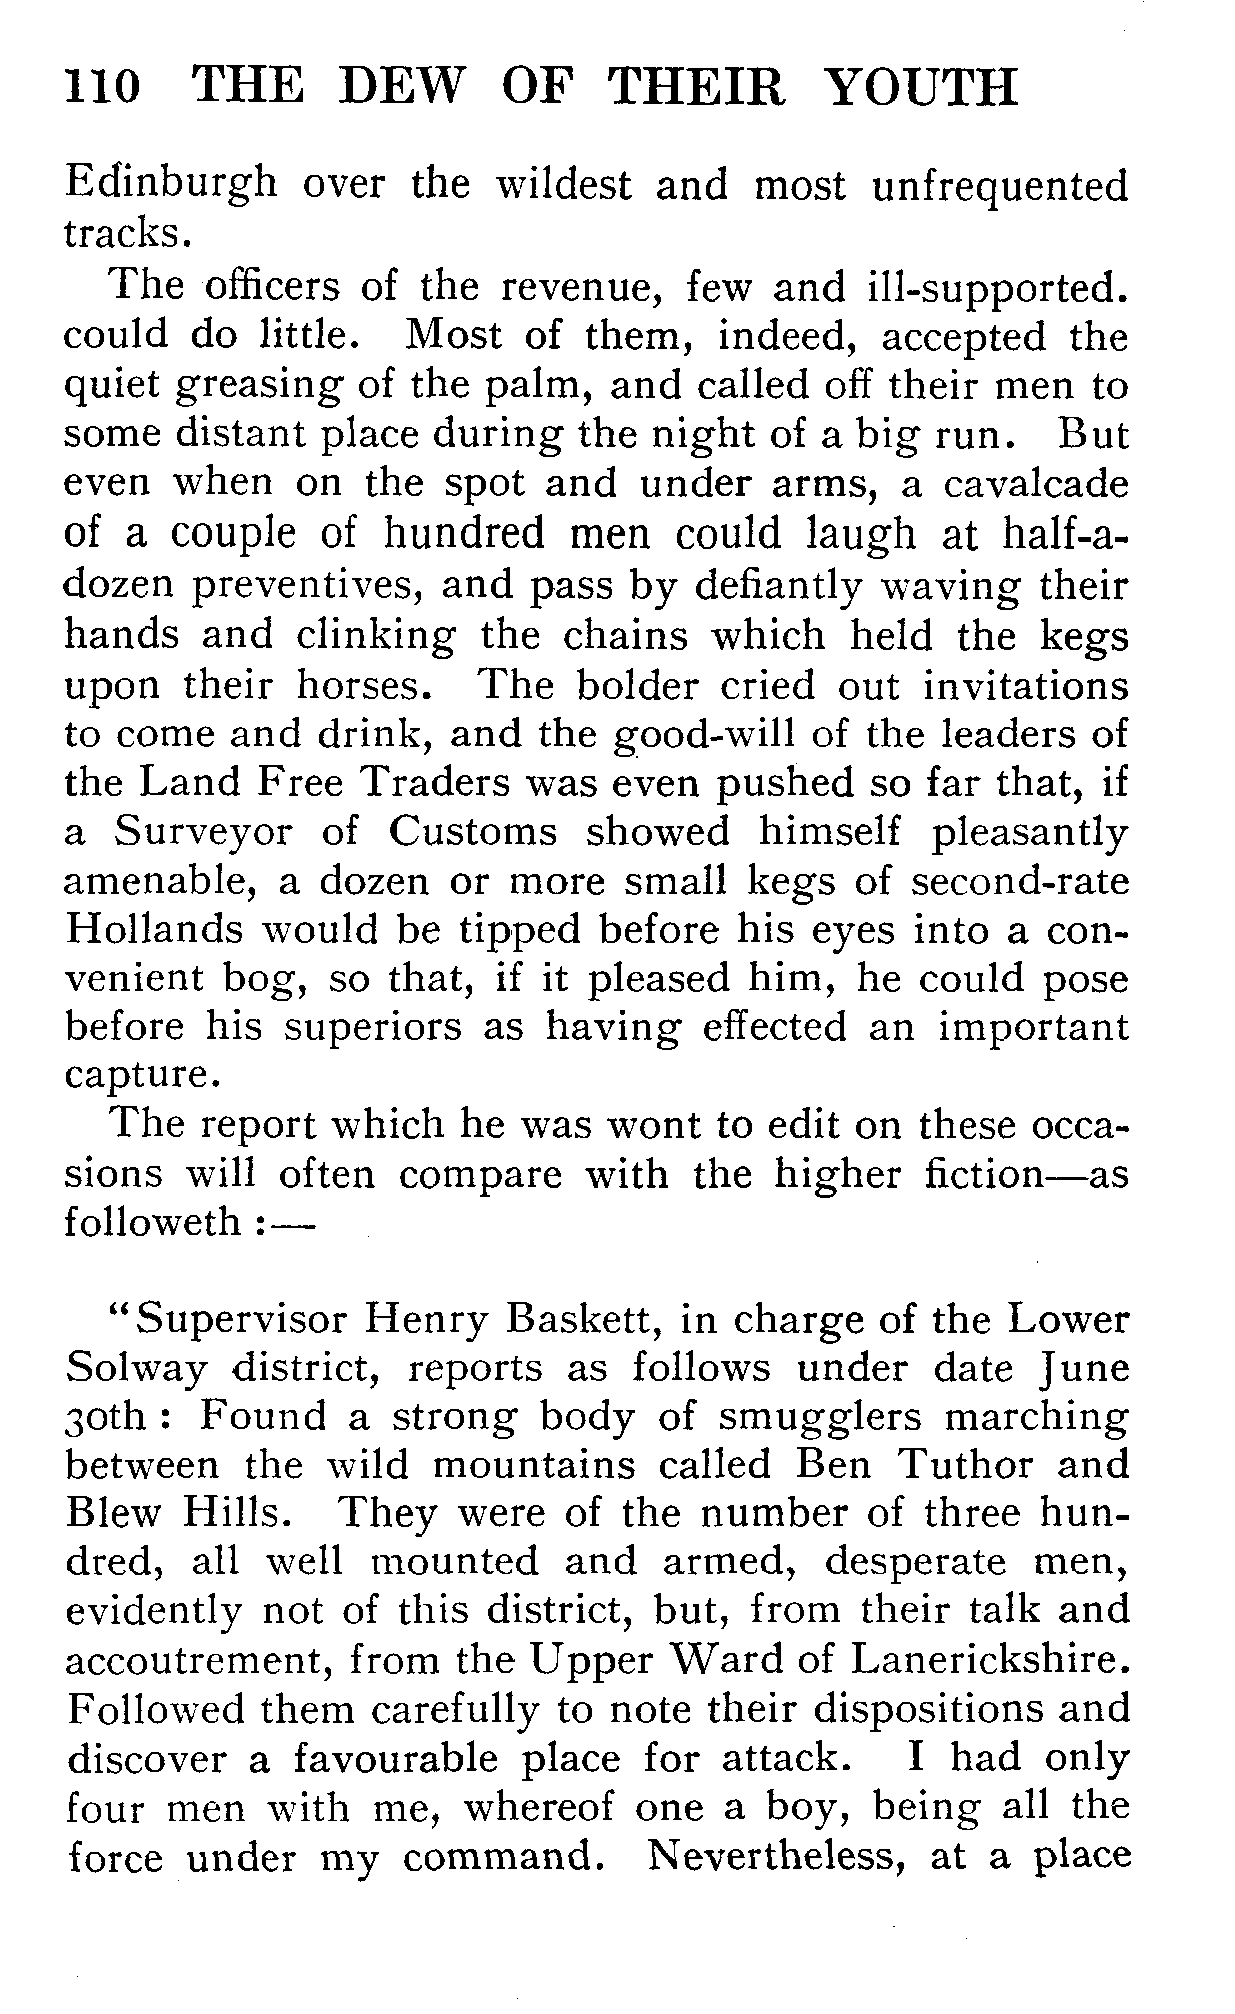 110 THE DEW OF THEIR YOUTH
Edinburgh over the wildest and most unfrequented
tracks.
The officers of the revenue, few and ill-supported.
could do little. Most of them, indeed, accepted the
quiet greasing of the palm, and called off their men to
some distant place during the night of a big run. But
even when on the spot and under arms, a cavalcade
of a couple of hundred men could laugh at half-a-
dozen preventives, and pass by defiantly waving their
hands and clinking the chains which held the kegs
upon their horses. The bolder cried out invitations
to come and drink, and the good-will of the leaders of
the Land Free Traders was even pushed so far that, if
a Surveyor of Customs showed himself pleasantly
amenable, a dozen or more small kegs of second-rate
Hollands would be tipped before his eyes into a con-
venient bog, so that, if it pleased him, he could pose
before his superiors as having effected an important
capture.
The report which he was wont to edit on these occa-
sions will often compare with the higher fiction—as
followeth :—
"Supervisor Henry Baskett, in charge of the Lower
Solway district, reports as follows under date June
30th : Found a strong body of smugglers marching
between the wild mountains called Ben Tuthor and
Blew Hills. They were of the number of three hun-
dred, all well mounted and armed, desperate men,
evidently not of this district, but, from their talk and
accoutrement, from the Upper Ward of Lanerickshire.
Followed them carefully to note their dispositions and
discover a favourable place for attack. I had only
four men with me, whereof one a boy, being all the
force under my command. Nevertheless, at a place